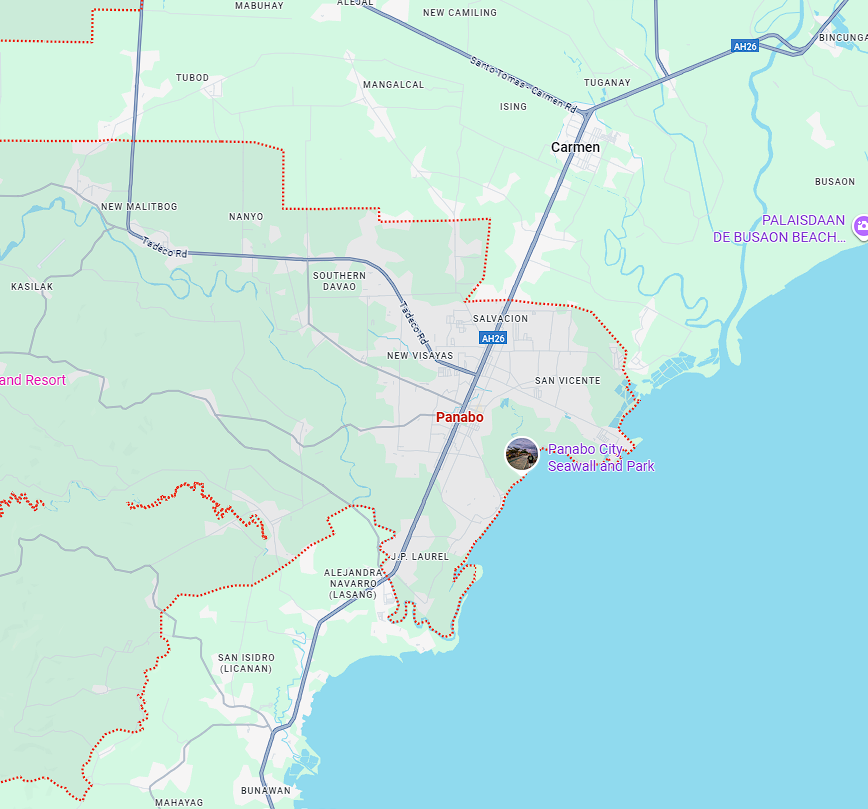 MABUHAY
ALEJAL
NEW CAMILING
BINCUNGA
AH26
Santo Tomas - Carmen Rd
TUBOD
MANGALCAL
TUGANAY
ISING
Carmen
BUSAON
NEW MALITBOG
NANYO
PALAISDAAN
DE BUSAON BEACH...
Tadeco Rd
SOUTHERN
DAVAO
KASILAK
Tadeco Rd
SALVACION
AH26
NEW VISAYAS
SAN VICENTE
and Resort
Panabo
Panabo City
Seawall and Park
J.P. LAUREL
ALEJANDRA
NAVARRO
(LASANG)
SAN ISIDRO
(LICANAN)
BUNAWAN
MAHAYAG